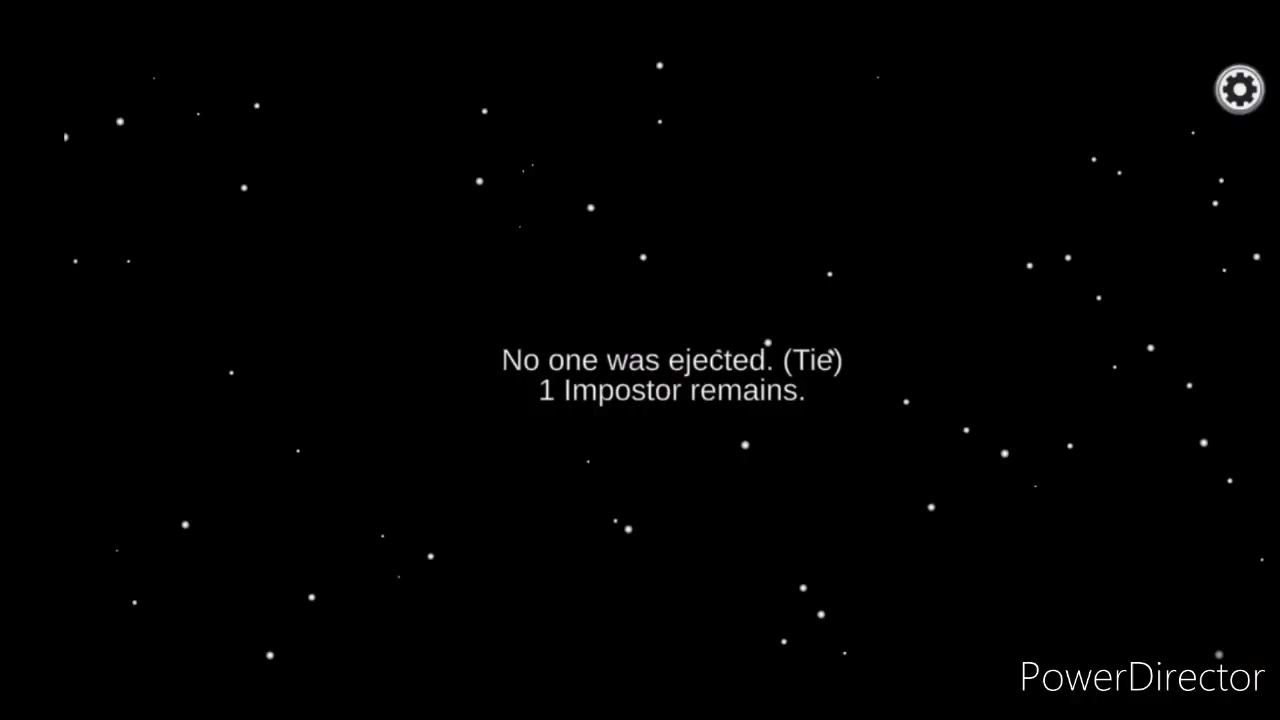 No one was ejected. (Tie)
1 Impostor remains.
PowerDirector